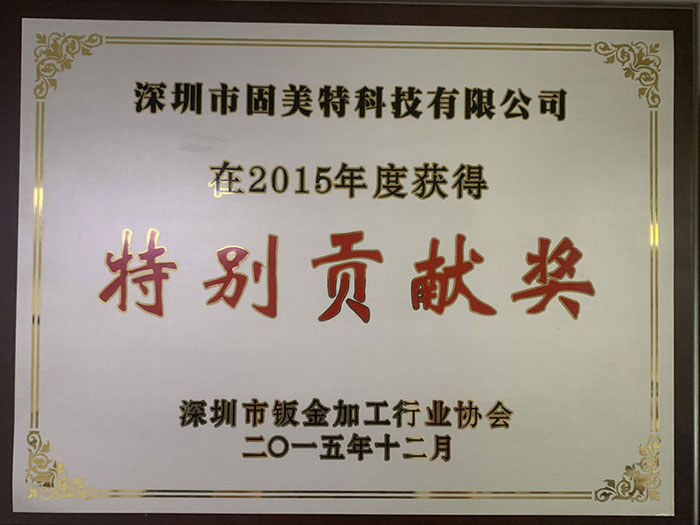 深圳市固美特科技有限公司
在2015年度获得
特别贡献奖
深圳市钣金加工行业协会
二〇一五年十二月